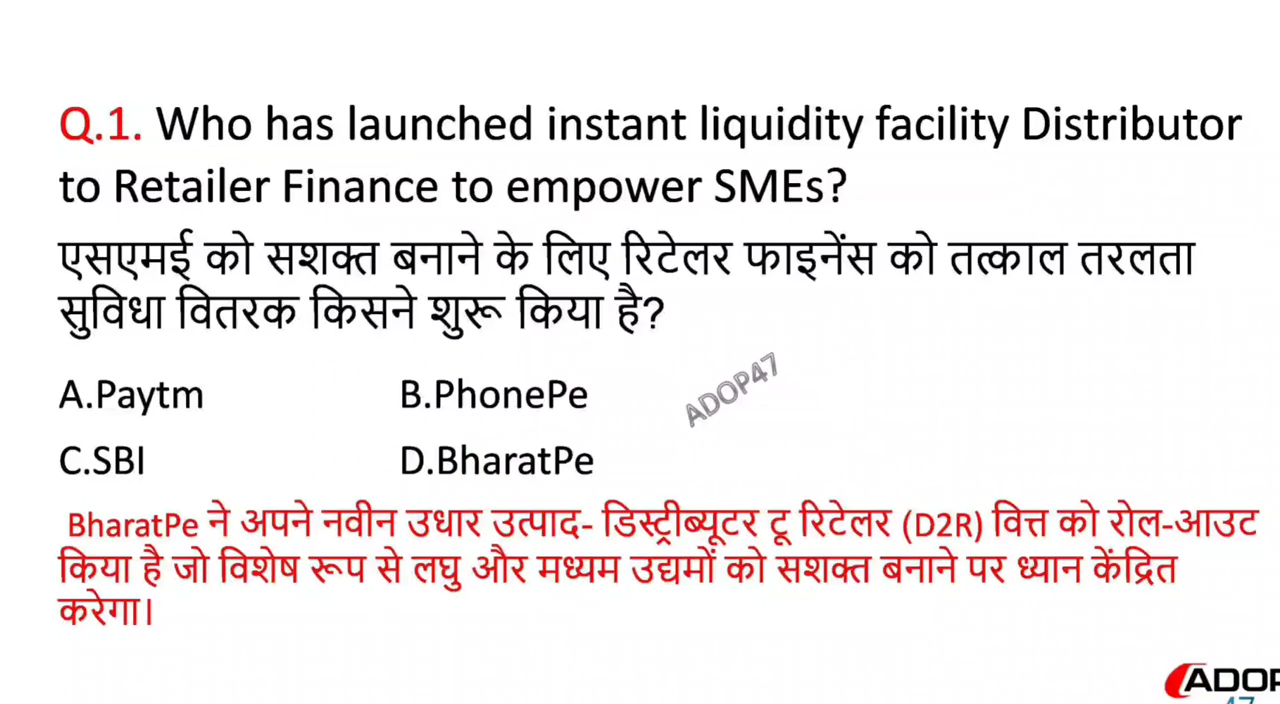 Q.1. Who has launched instant liquidity facility Distributor
to Retailer Finance to empower SMEs?
एसएमई को सशक्त बनाने के लिए रिटेलर फाइनेंस को तत्काल तरलता
सुविधा वितरक किसने शुरू किया है?
A.Paytm B.PhonePe
ADOP47
C.SBI D.BharatPe
BharatPe ने अपने नवीन उधार उत्पाद- डिस्ट्रीब्यूटर टू रिटेलर (D2R) वित्त को रोल-आउट
किया है जो विशेष रूप से लघु और मध्यम उद्यमों को सशक्त बनाने पर ध्यान केंद्रित
करेगा।
ADOP
47